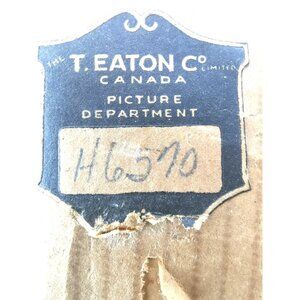 THE T. EATON Co LIMITED
CANADA
PICTURE
DEPARTMENT
H6570